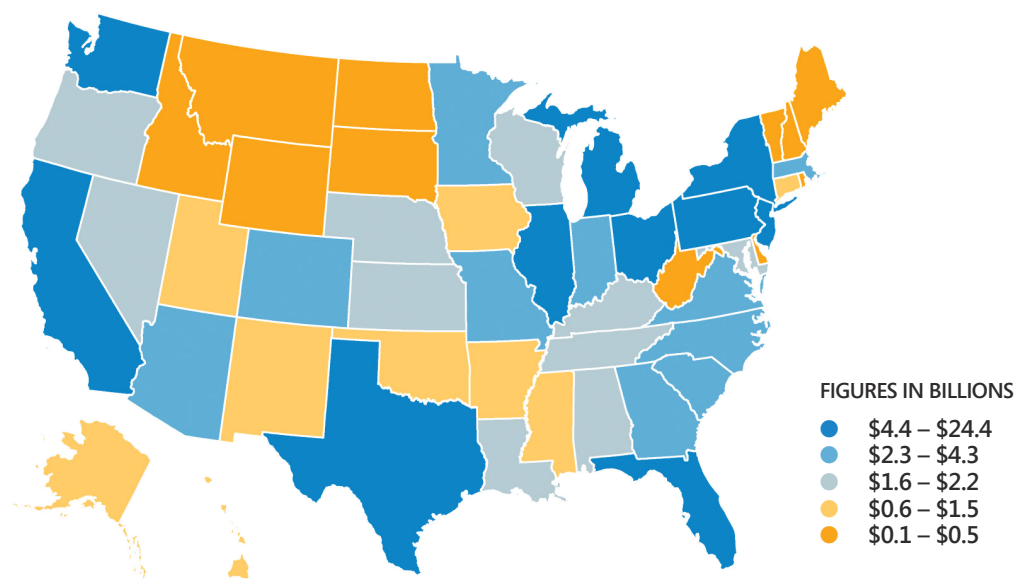 FIGURES IN BILLIONS
$4.4 – $24.4
$2.3 – $4.3
$1.6 – $2.2
$0.6 – $1.5
$0.1 – $0.5